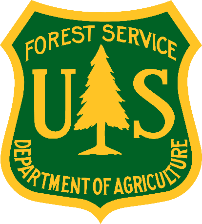 FOREST SERVICE
U S
DEPARTMENT OF AGRICULTURE